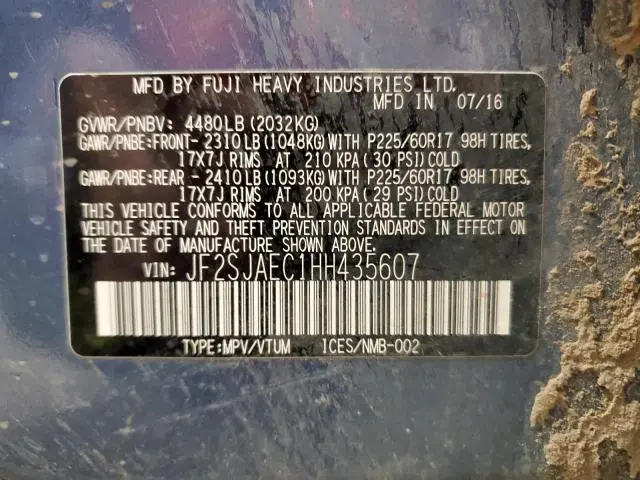 MFD BY FUJI HEAVY INDUSTRIES LTD.
MFD IN 07/16
GVWR/PNBV: 4480LB (2032KG)
GAWR/PNBE:FRONT- 2310LB (1048KG) WITH P225/60R17 98H TIRES,
17X7J RIMS AT 210 KPA (30 PSI) COLD
GAWR/PNBE:REAR - 2410LB (1093KG) WITH P225/60R17 98H TIRES,
17X7J RIMS AT 200 KPA (29 PSI) COLD
THIS VEHICLE CONFORMS TO ALL APPLICABLE FEDERAL MOTOR
VEHICLE SAFETY AND THEFT PREVENTION STANDARDS IN EFFECT ON
THE DATE OF MANUFACTURE SHOWN ABOVE.
VIN: JF2SJAEC1HH435607
TYPE:MPV/VTUM ICES/NMB-002